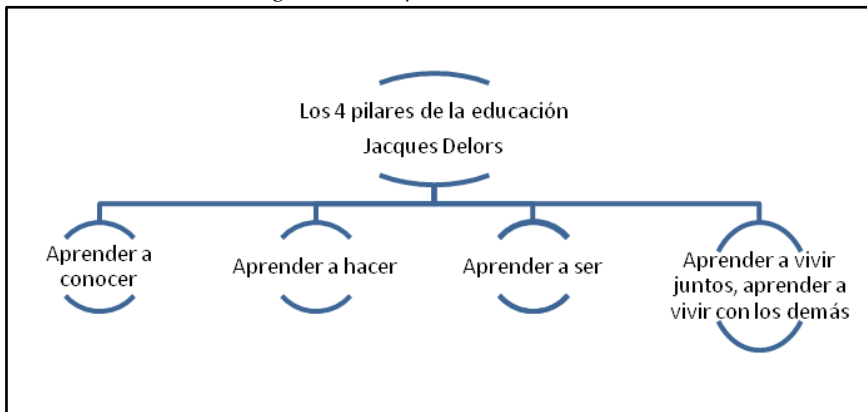 Los 4 pilares de la educación
Jacques Delors
Aprender a
conocer
Aprender a hacer
Aprender a ser
Aprender a vivir
juntos, aprender a
vivir con los demás